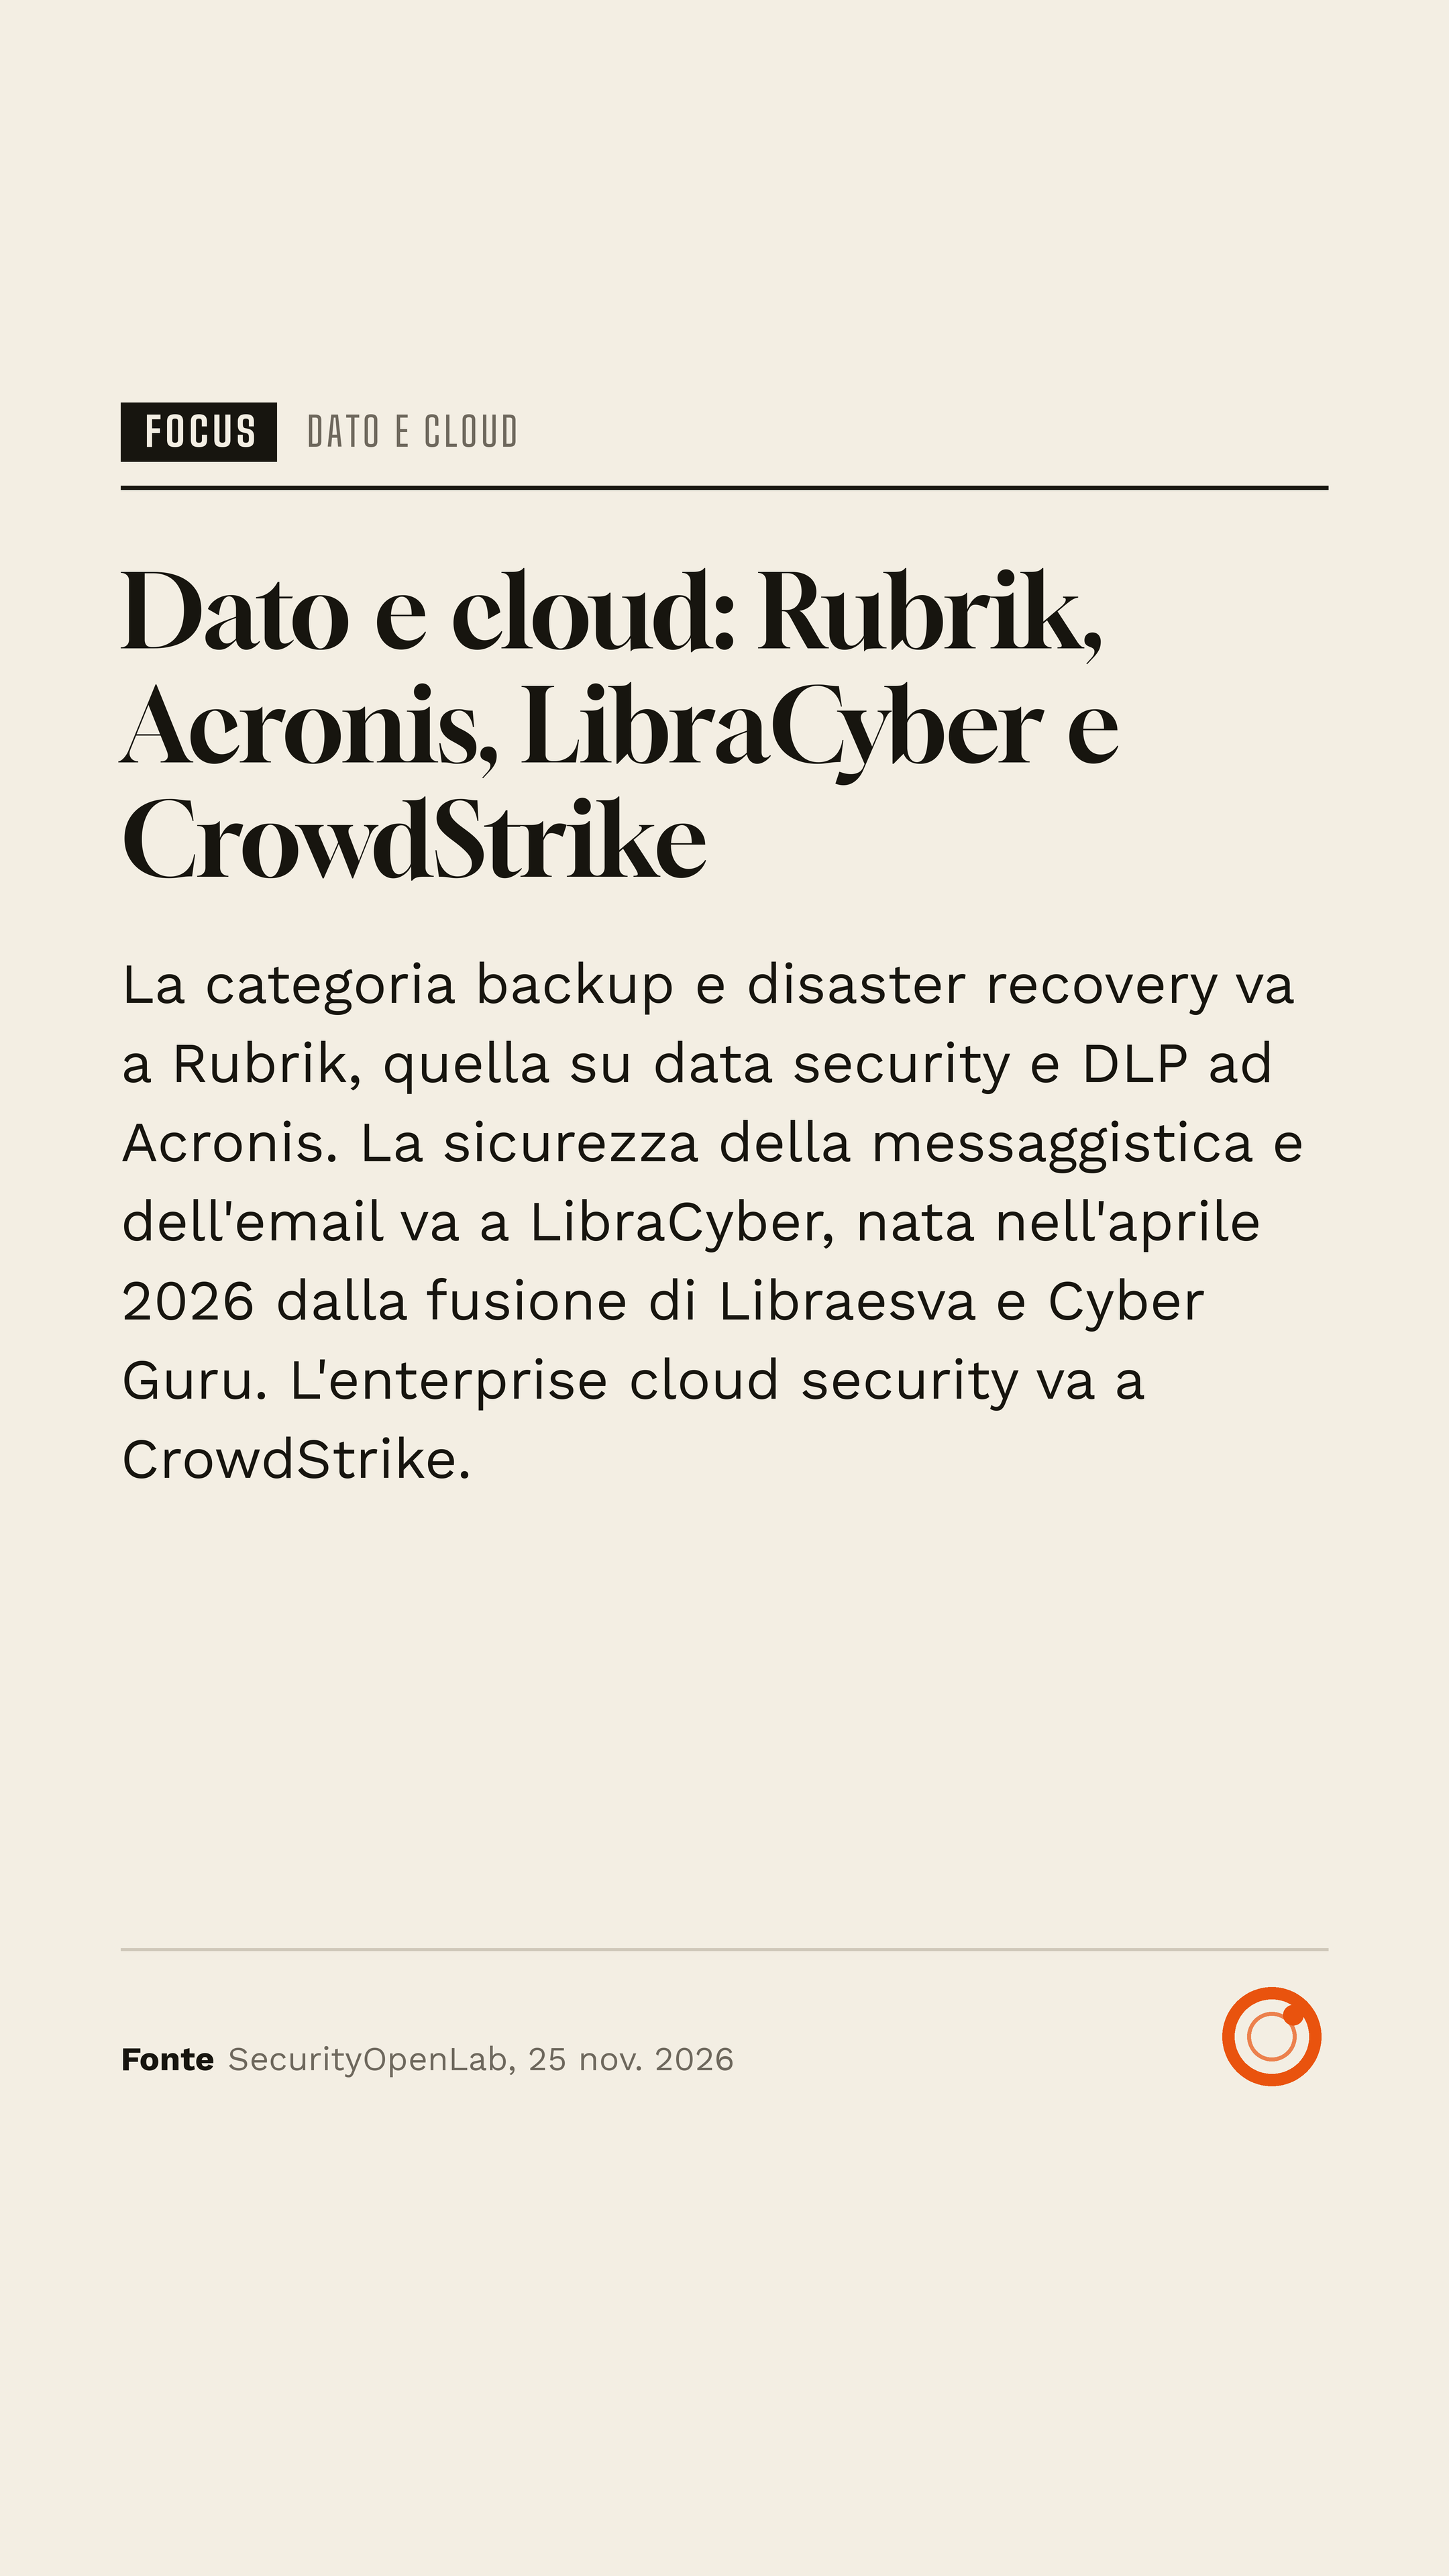 FOCUS DATO E CLOUD
Dato e cloud: Rubrik,
Acronis, LibraCyber e
CrowdStrike
La categoria backup e disaster recovery va
a Rubrik, quella su data security e DLP ad
Acronis. La sicurezza della messaggistica e
dell'email va a LibraCyber, nata nell'aprile
2026 dalla fusione di Libraesva e Cyber
Guru. L'enterprise cloud security va a
CrowdStrike.
Fonte SecurityOpenLab, 25 nov. 2026